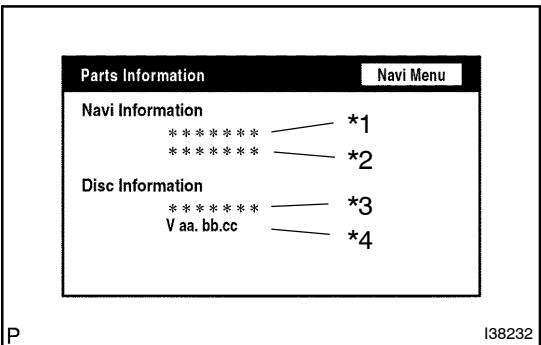 Parts Information Navi Menu
Navi Information
******* *1
******* *2
Disc Information
******* *3
V aa. bb.cc *4
P I38232